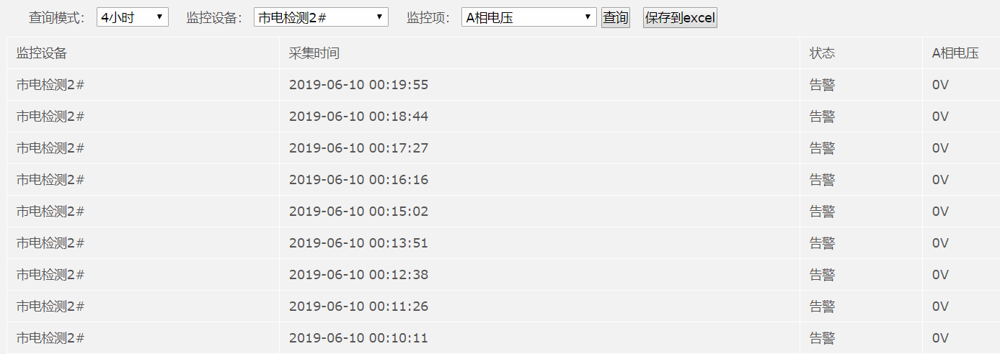 查询模式： 4小时 监控设备： 市电检测2# 监控项： A相电压 查询 保存到excel
监控设备 采集时间 状态 A相电压
市电检测2# 2019-06-10 00:19:55 告警 0V
市电检测2# 2019-06-10 00:18:44 告警 0V
市电检测2# 2019-06-10 00:17:27 告警 0V
市电检测2# 2019-06-10 00:16:16 告警 0V
市电检测2# 2019-06-10 00:15:02 告警 0V
市电检测2# 2019-06-10 00:13:51 告警 0V
市电检测2# 2019-06-10 00:12:38 告警 0V
市电检测2# 2019-06-10 00:11:26 告警 0V
市电检测2# 2019-06-10 00:10:11 告警 0V